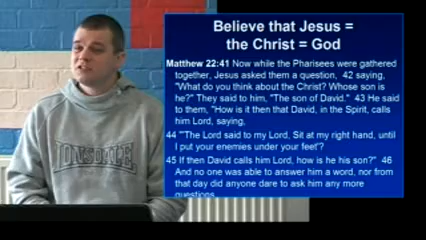 Believe that Jesus =
the Christ = God
Matthew 22:41 Now while the Pharisees were gathered
together, Jesus asked them a question, 42 saying,
"What do you think about the Christ? Whose son is
he?" They said to him, "The son of David." 43 He said
to them, "How is it then that David, in the Spirit, calls
him Lord, saying,
44 "'The Lord said to my Lord, Sit at my right hand, until
I put your enemies under your feet'?
45 If then David calls him Lord, how is he his son?" 46
And no one was able to answer him a word, nor from
that day did anyone dare to ask him any more
questions.
LONSDALE